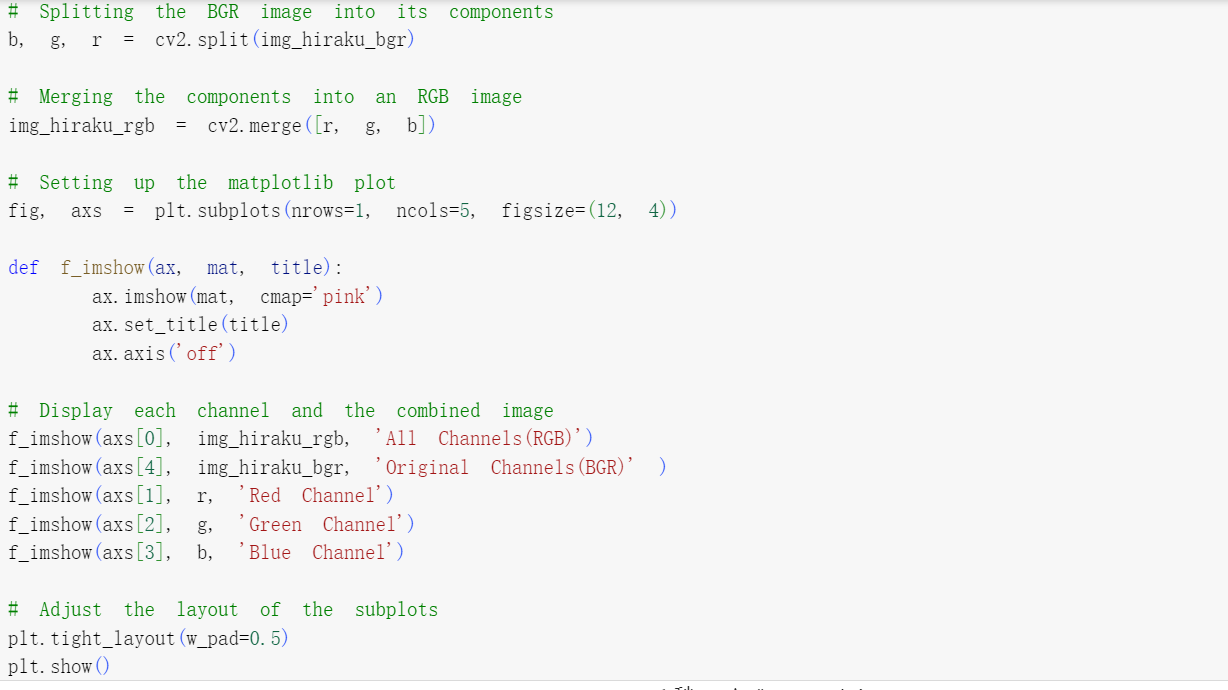 # Splitting the BGR image into its components
b, g, r = cv2.split(img_hiraku_bgr)
# Merging the components into an RGB image
img_hiraku_rgb = cv2.merge([r, g, b])
# Setting up the matplotlib plot
fig, axs = plt.subplots(nrows=1, ncols=5, figsize=(12, 4))
def f_imshow(ax, mat, title):
        ax.imshow(mat, cmap='pink')
        ax.set_title(title)
        ax.axis('off')
# Display each channel and the combined image
f_imshow(axs[0], img_hiraku_rgb, 'All Channels(RGB)')
f_imshow(axs[4], img_hiraku_bgr, 'Original Channels(BGR)' )
f_imshow(axs[1], r, 'Red Channel')
f_imshow(axs[2], g, 'Green Channel')
f_imshow(axs[3], b, 'Blue Channel')
# Adjust the layout of the subplots
plt.tight_layout(w_pad=0.5)
plt.show()